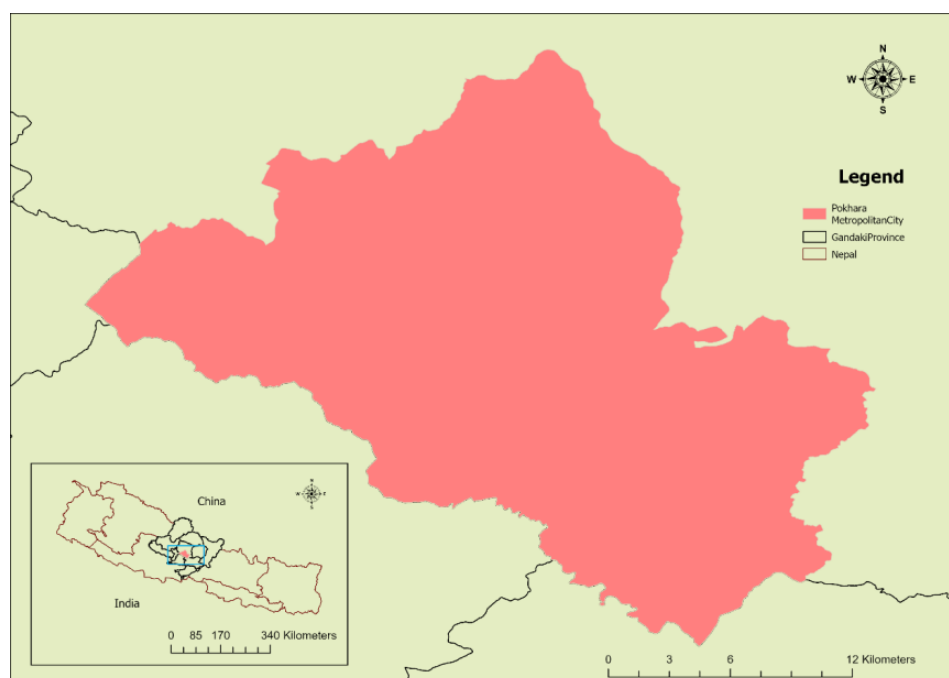 N
W E
S
Legend
Pokhara
MetropolitanCity
GandakiProvince
Nepal
China
N
W E
S
India
0 85 170 340 Kilometers
0 3 6 12 Kilometers